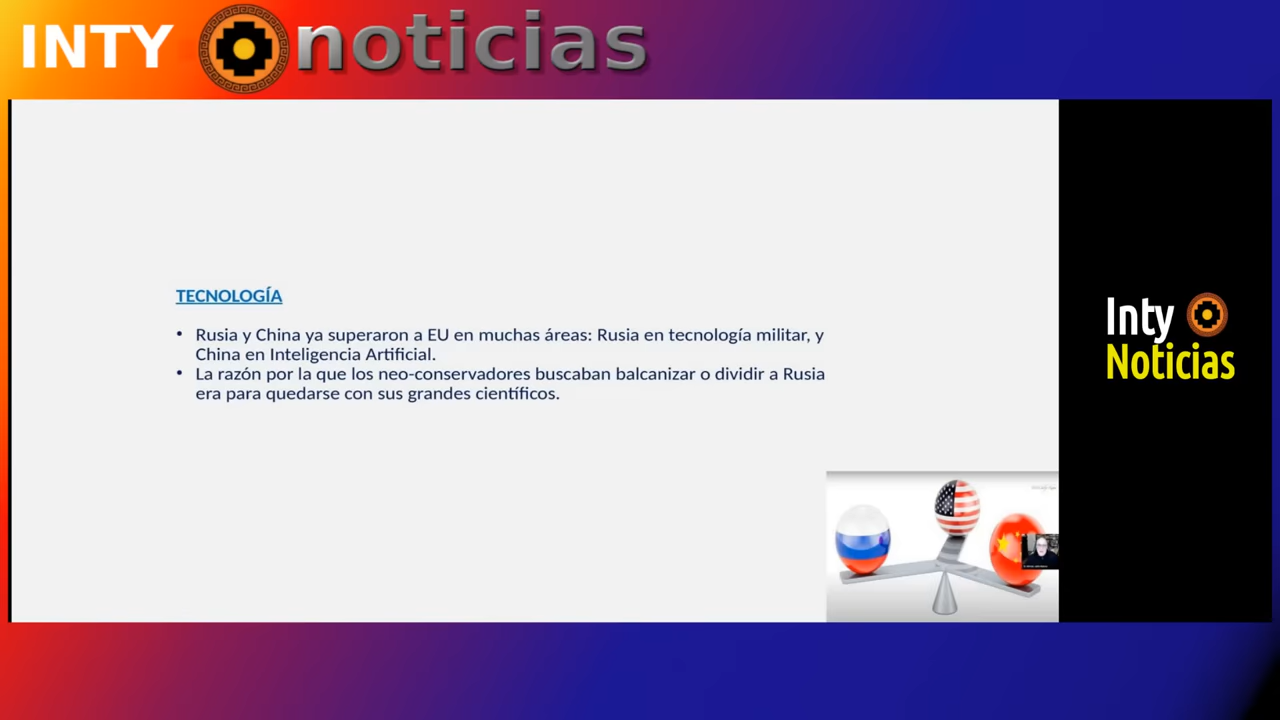 INTY noticias
TECNOLOGÍA
• Rusia y China ya superaron a EU en muchas áreas: Rusia en tecnología militar, y
China en Inteligencia Artificial.
• La razón por la que los neo-conservadores buscaban balcanizar o dividir a Rusia
era para quedarse con sus grandes científicos.
Inty
Noticias